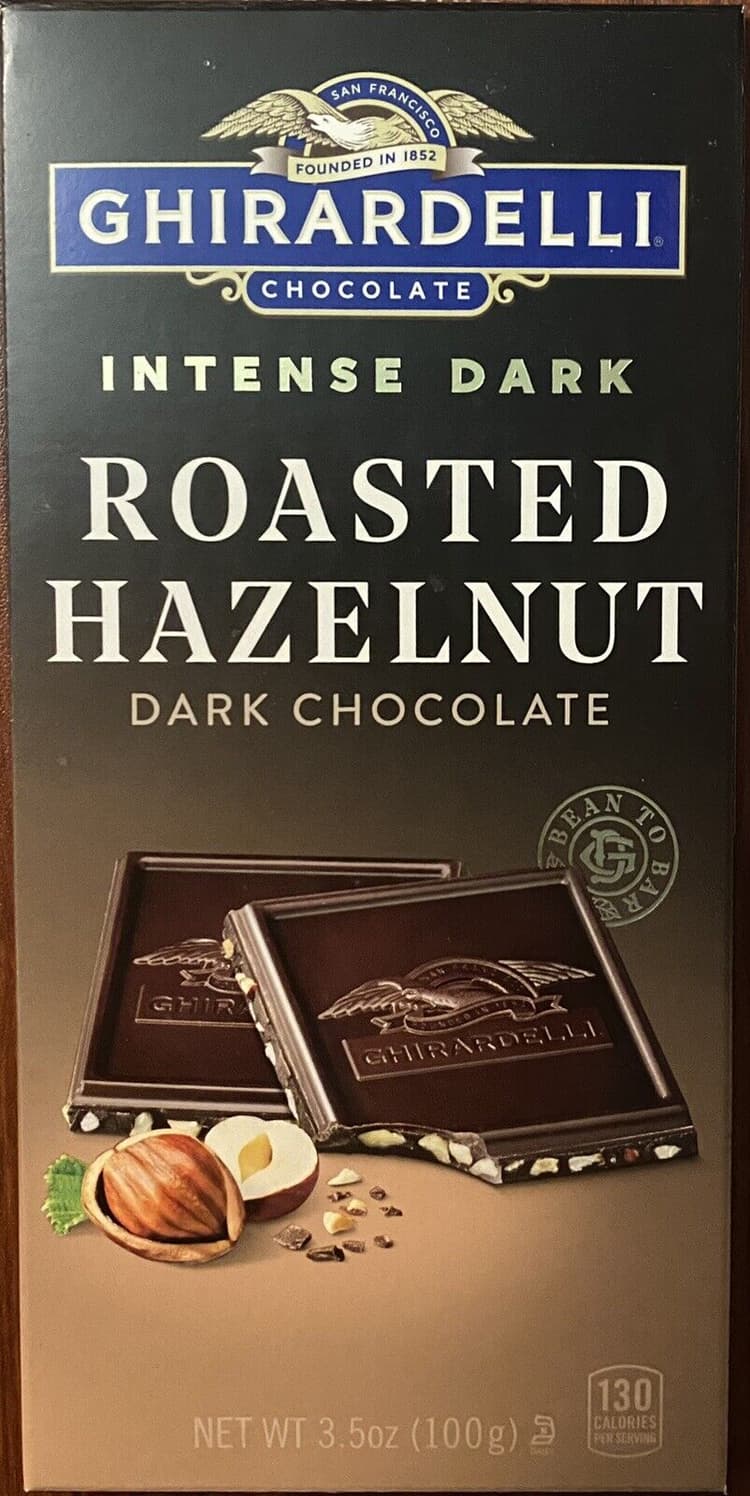 SAN FRANCISCO
FOUNDED IN 1852
GHIRARDELLI®
CHOCOLATE
INTENSE DARK
ROASTED
HAZELNUT
DARK CHOCOLATE
BEAN TO BAR
GHIR
GHIRARDELLI
NET WT 3.5oz (100g)
130
CALORIES
PER SERVING